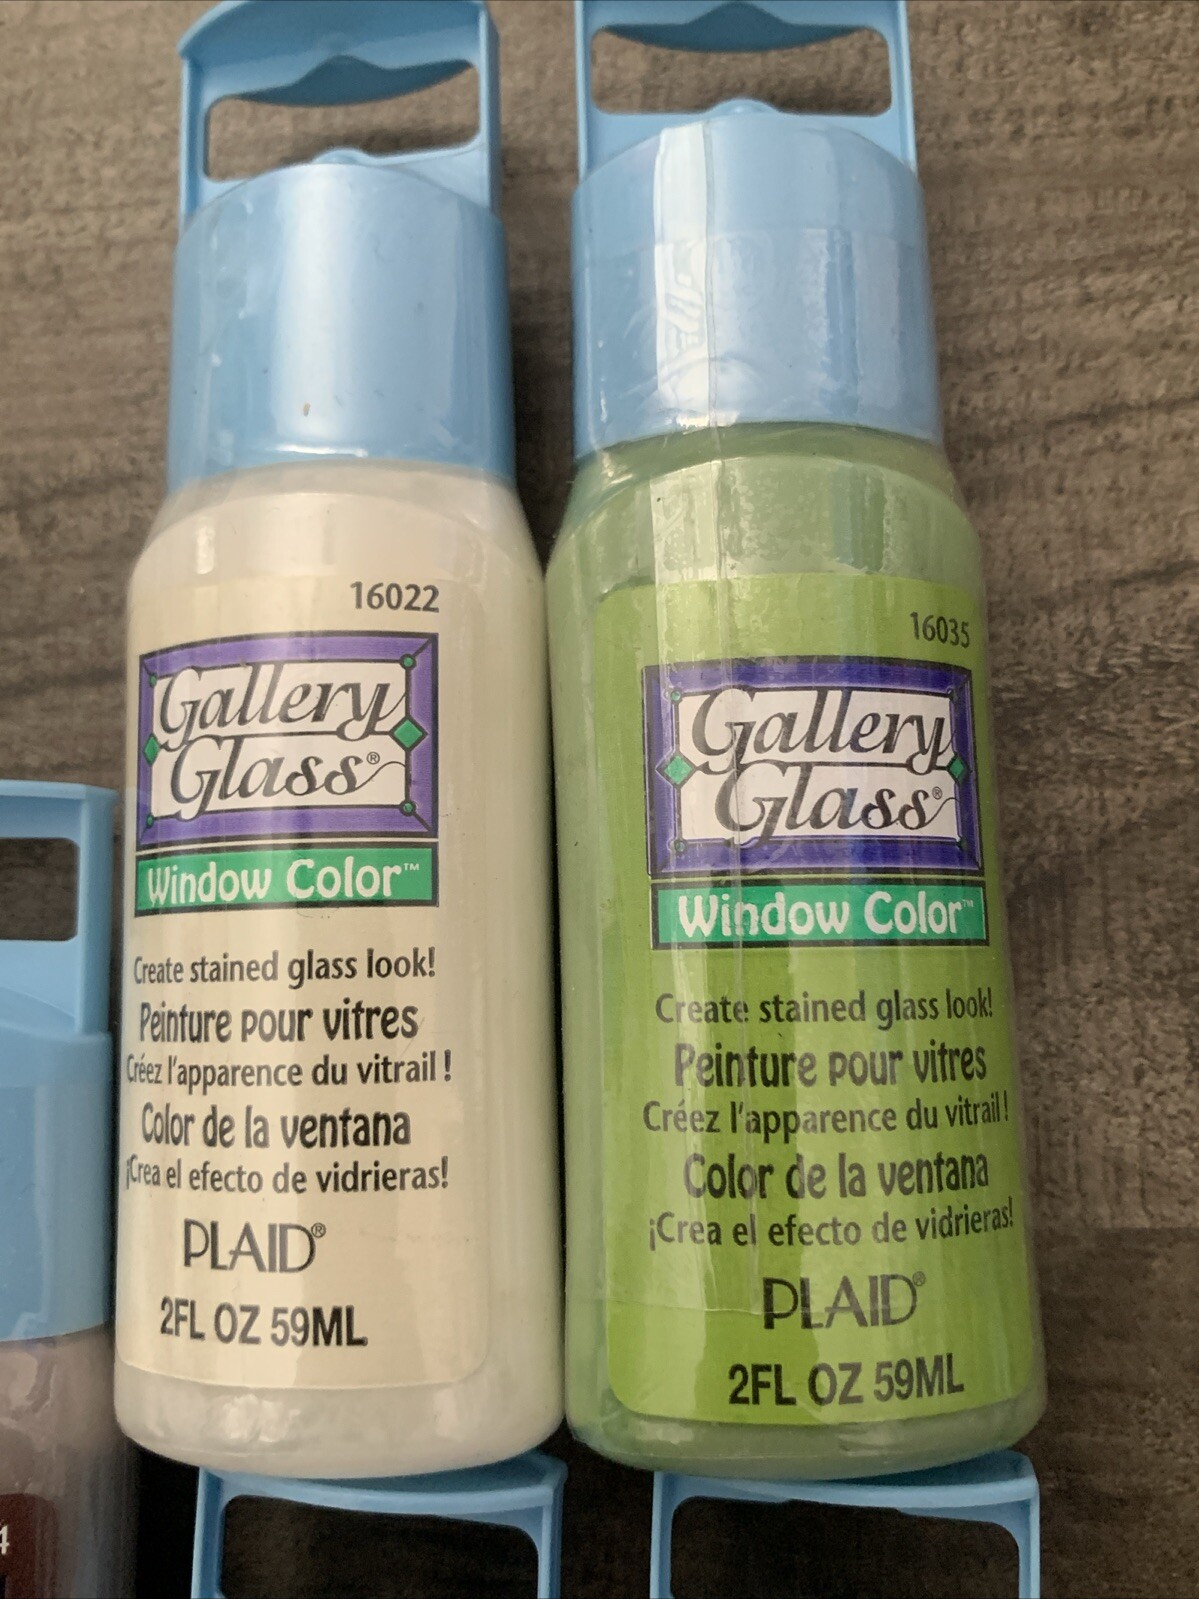 16022
Gallery
Glass®
Window Color™
Create stained glass look!
Peinture pour vitres
Créez l'apparence du vitrail !
Color de la ventana
¡Crea el efecto de vidrieras!
PLAID®
2FL OZ 59ML
16035
Gallery
Glass®
Window Color™
Create stained glass look!
Peinture pour vitres
Créez l'apparence du vitrail !
Color de la ventana
¡Crea el efecto de vidrieras!
PLAID®
2FL OZ 59ML
4